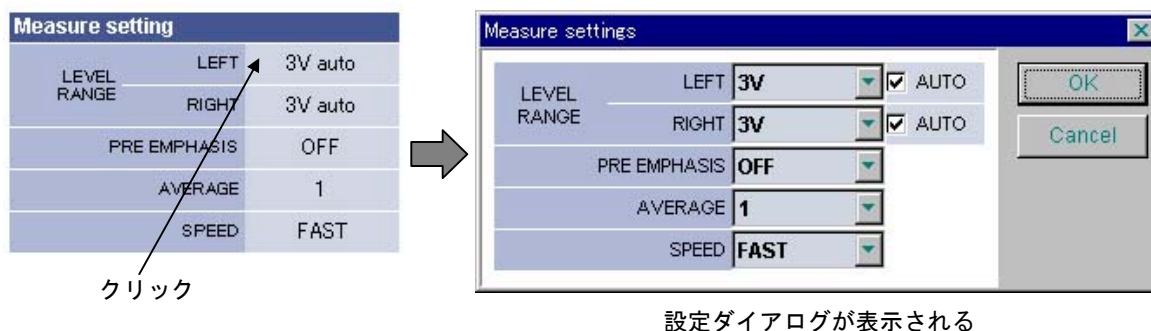 Measure setting
LEVEL RANGE
LEFT 3V auto
RIGHT 3V auto
PRE EMPHASIS OFF
AVERAGE 1
SPEED FAST
クリック
Measure settings
LEVEL RANGE
LEFT 3V AUTO
RIGHT 3V AUTO
PRE EMPHASIS OFF
AVERAGE 1
SPEED FAST
OK
Cancel
設定ダイアログが表示される